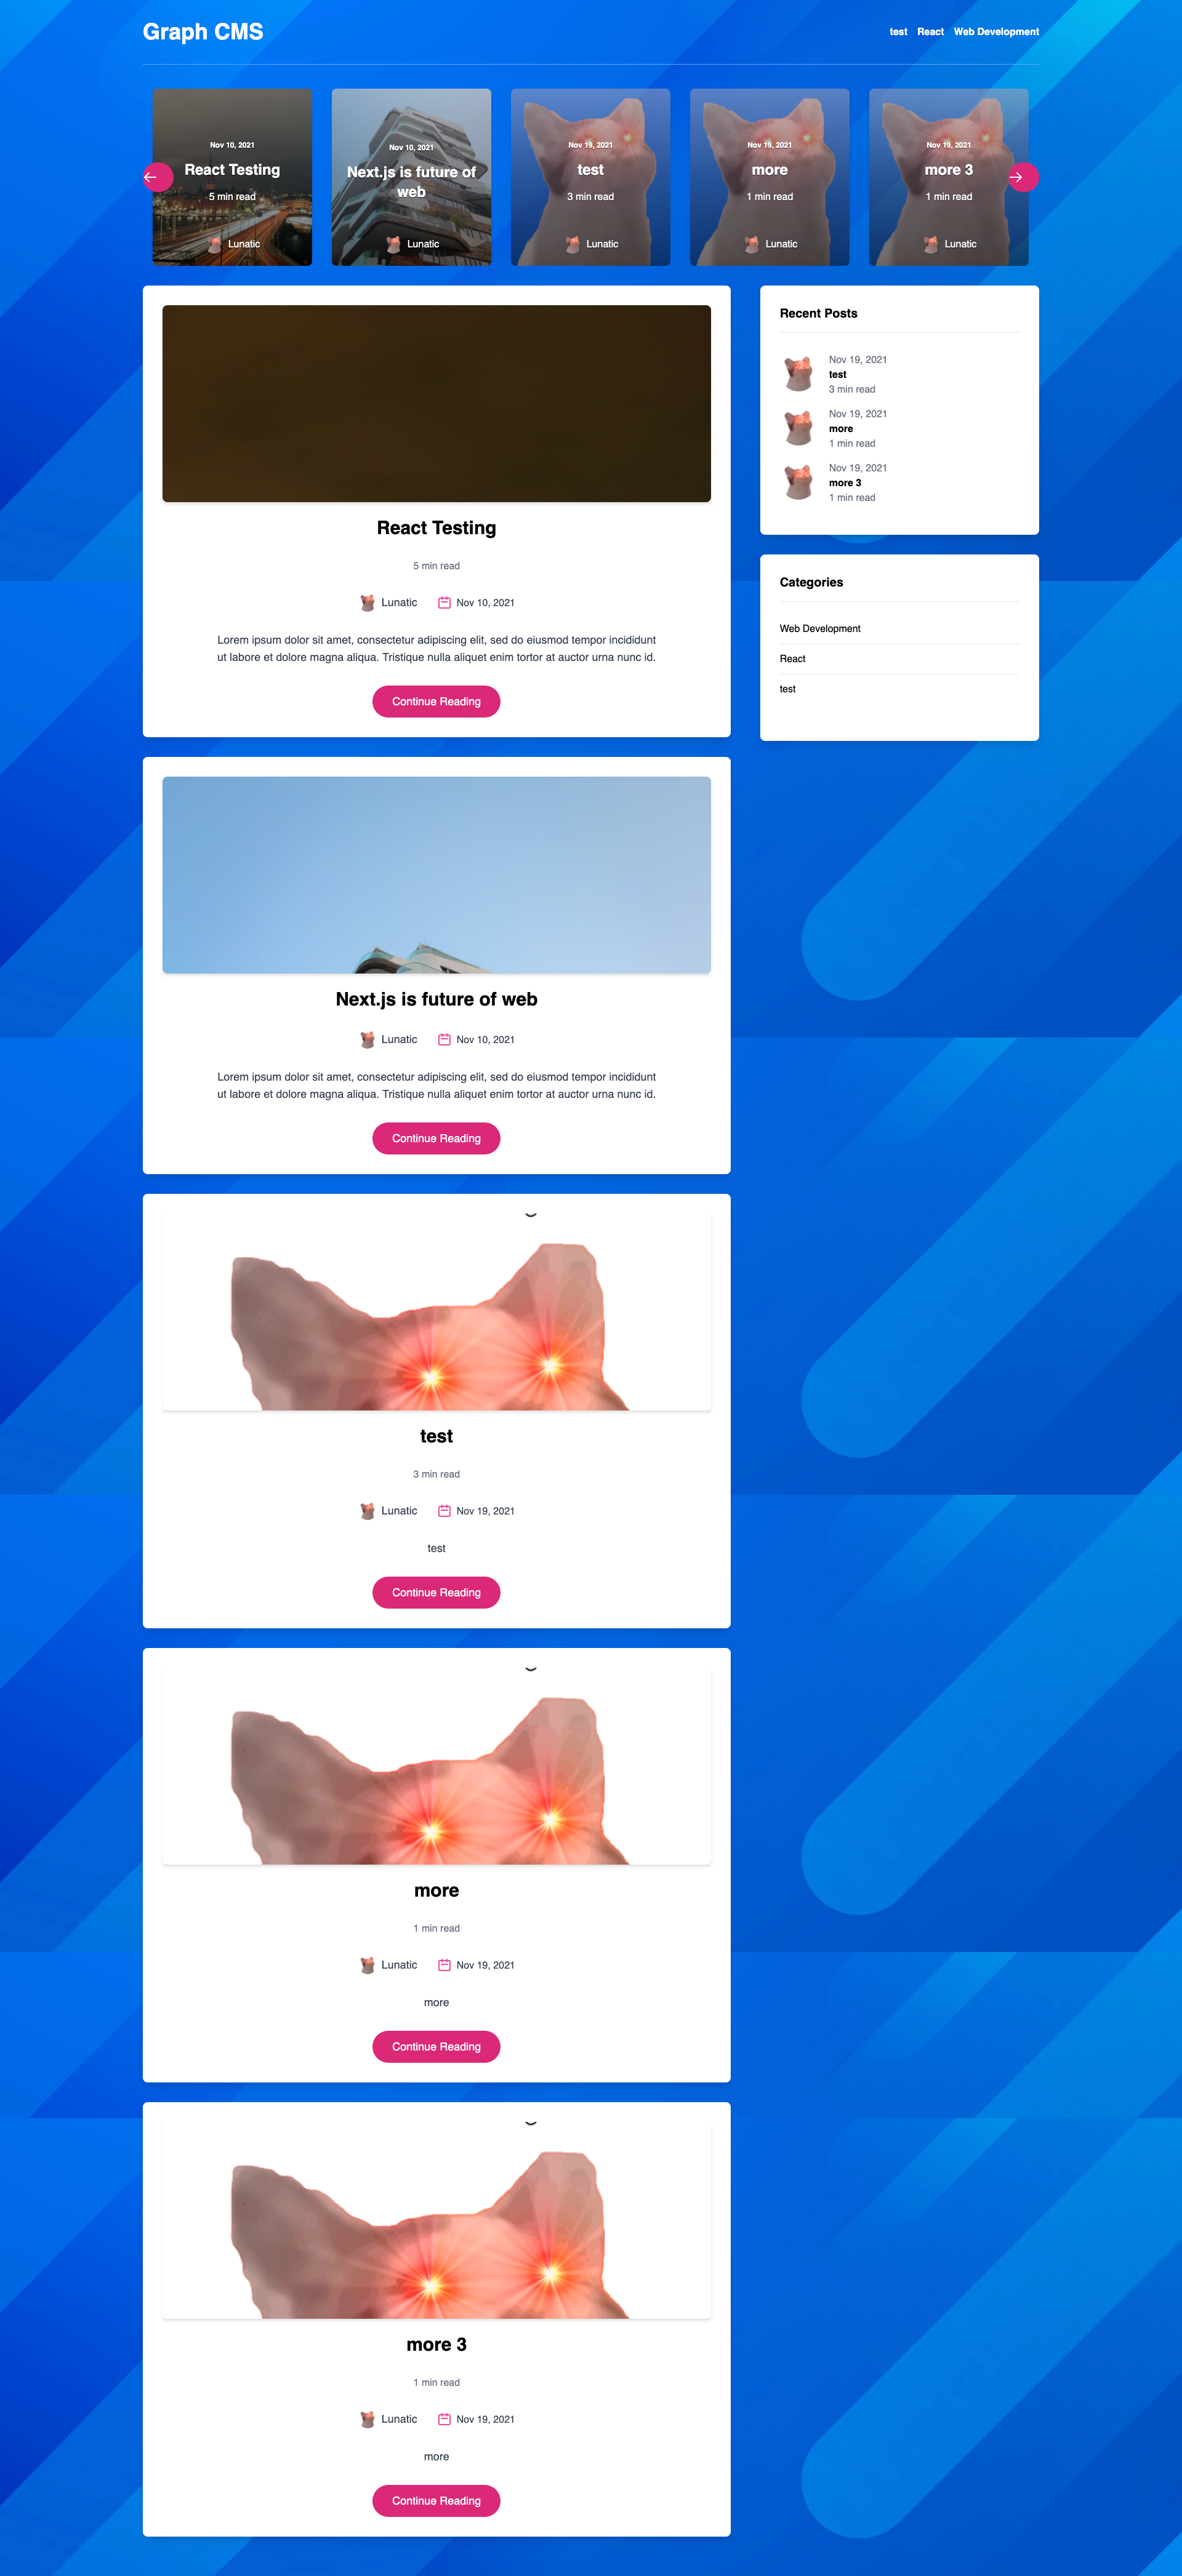 Graph CMS
test React Web Development
Nov 10, 2021
React Testing
5 min read
Lunatic
Nov 10, 2021
Next.js is future of
web
Lunatic
Nov 19, 2021
test
3 min read
Lunatic
Nov 19, 2021
more
1 min read
Lunatic
Nov 19, 2021
more 3
1 min read
Lunatic
React Testing
5 min read
Lunatic Nov 10, 2021
Lorem ipsum dolor sit amet, consectetur adipiscing elit, sed do eiusmod tempor incididunt
ut labore et dolore magna aliqua. Tristique nulla aliquet enim tortor at auctor urna nunc id.
Continue Reading
Next.js is future of web
Lunatic Nov 10, 2021
Lorem ipsum dolor sit amet, consectetur adipiscing elit, sed do eiusmod tempor incididunt
ut labore et dolore magna aliqua. Tristique nulla aliquet enim tortor at auctor urna nunc id.
Continue Reading
test
3 min read
Lunatic Nov 19, 2021
test
Continue Reading
more
1 min read
Lunatic Nov 19, 2021
more
Continue Reading
more 3
1 min read
Lunatic Nov 19, 2021
more
Continue Reading
Recent Posts
Nov 19, 2021
test
3 min read
Nov 19, 2021
more
1 min read
Nov 19, 2021
more 3
1 min read
Categories
Web Development
React
test